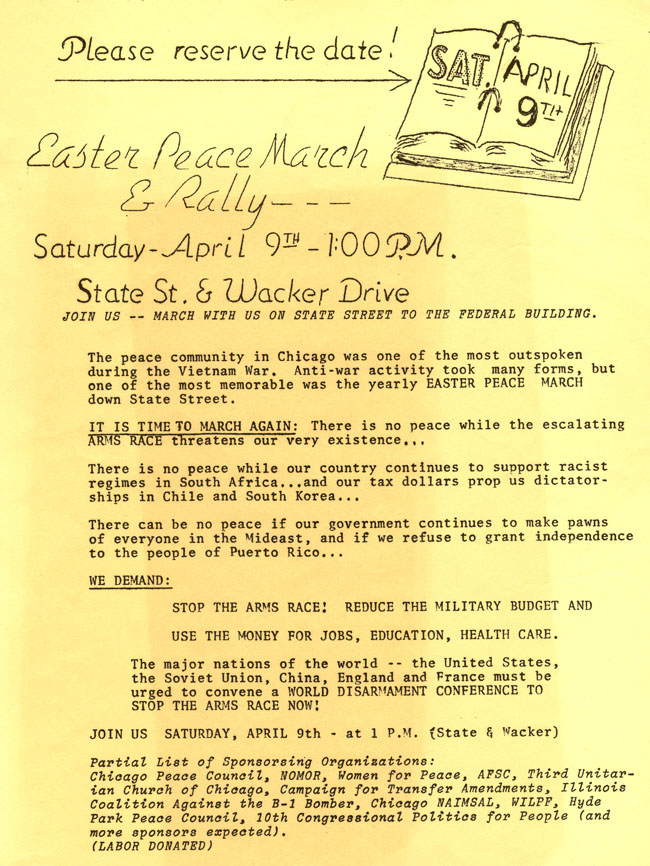 Please reserve the date!
SAT. APRIL
9TH
Easter Peace March
& Rally---
Saturday-April 9TH-1:00 P.M.
State St. & Wacker Drive
JOIN US -- MARCH WITH US ON STATE STREET TO THE FEDERAL BUILDING.
The peace community in Chicago was one of the most outspoken
during the Vietnam War. Anti-war activity took many forms, but
one of the most memorable was the yearly EASTER PEACE MARCH
down State Street.
IT IS TIME TO MARCH AGAIN: There is no peace while the escalating
ARMS RACE threatens our very existence...
There is no peace while our country continues to support racist
regimes in South Africa...and our tax dollars prop us dictator-
ships in Chile and South Korea...
There can be no peace if our government continues to make pawns
of everyone in the Mideast, and if we refuse to grant independence
to the people of Puerto Rico...
WE DEMAND:
STOP THE ARMS RACE! REDUCE THE MILITARY BUDGET AND
USE THE MONEY FOR JOBS, EDUCATION, HEALTH CARE.
The major nations of the world -- the United States,
the Soviet Union, China, England and France must be
urged to convene a WORLD DISARMAMENT CONFERENCE TO
STOP THE ARMS RACE NOW!
JOIN US SATURDAY, APRIL 9th - at 1 P.M. (State & Wacker)
Partial List of Sponsorsing Organizations:
Chicago Peace Council, NOMOR, Women for Peace, AFSC, Third Unitar-
ian Church of Chicago, Campaign for Transfer Amendments, Illinois
Coalition Against the B-1 Bomber, Chicago NAIMSAL, WILPF, Hyde
Park Peace Council, 10th Congressional Politics for People (and
more sponsors expected).
(LABOR DONATED)